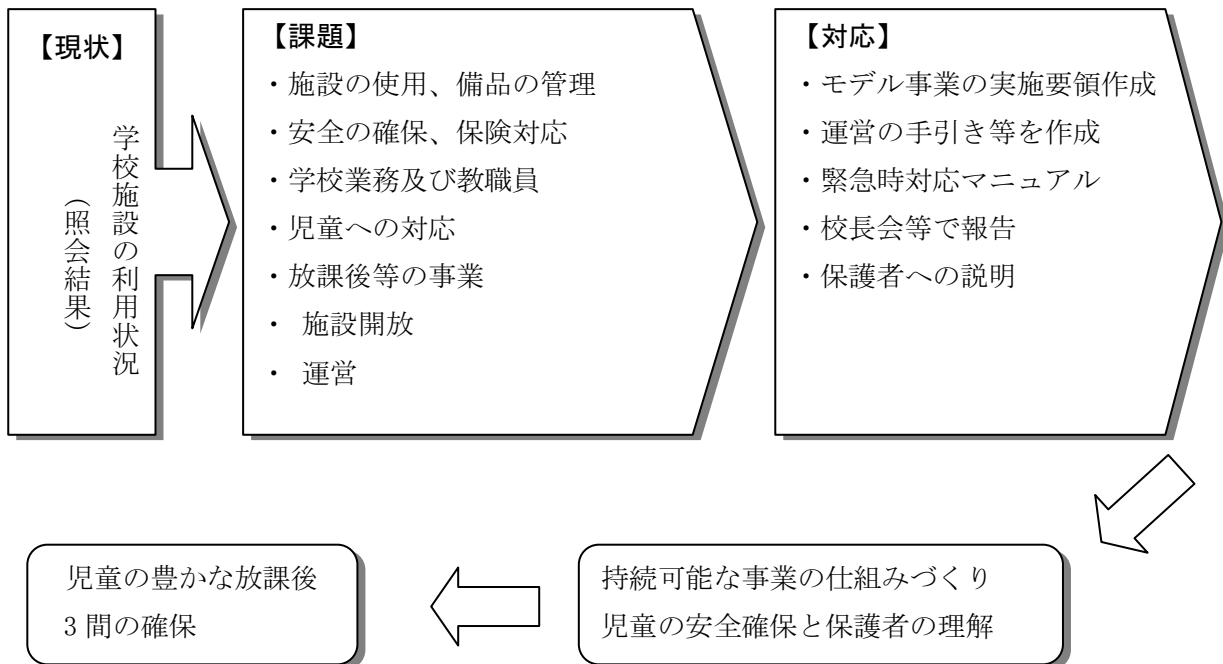 【現状】
学校施設の利用状況
（照会結果）
【課題】
・施設の使用、備品の管理
・安全の確保、保険対応
・学校業務及び教職員
・児童への対応
・放課後等の事業
・ 施設開放
・ 運営
【対応】
・モデル事業の実施要領作成
・運営の手引き等を作成
・緊急時対応マニュアル
・校長会等で報告
・保護者への説明
持続可能な事業の仕組みづくり
児童の安全確保と保護者の理解
児童の豊かな放課後
3 間の確保